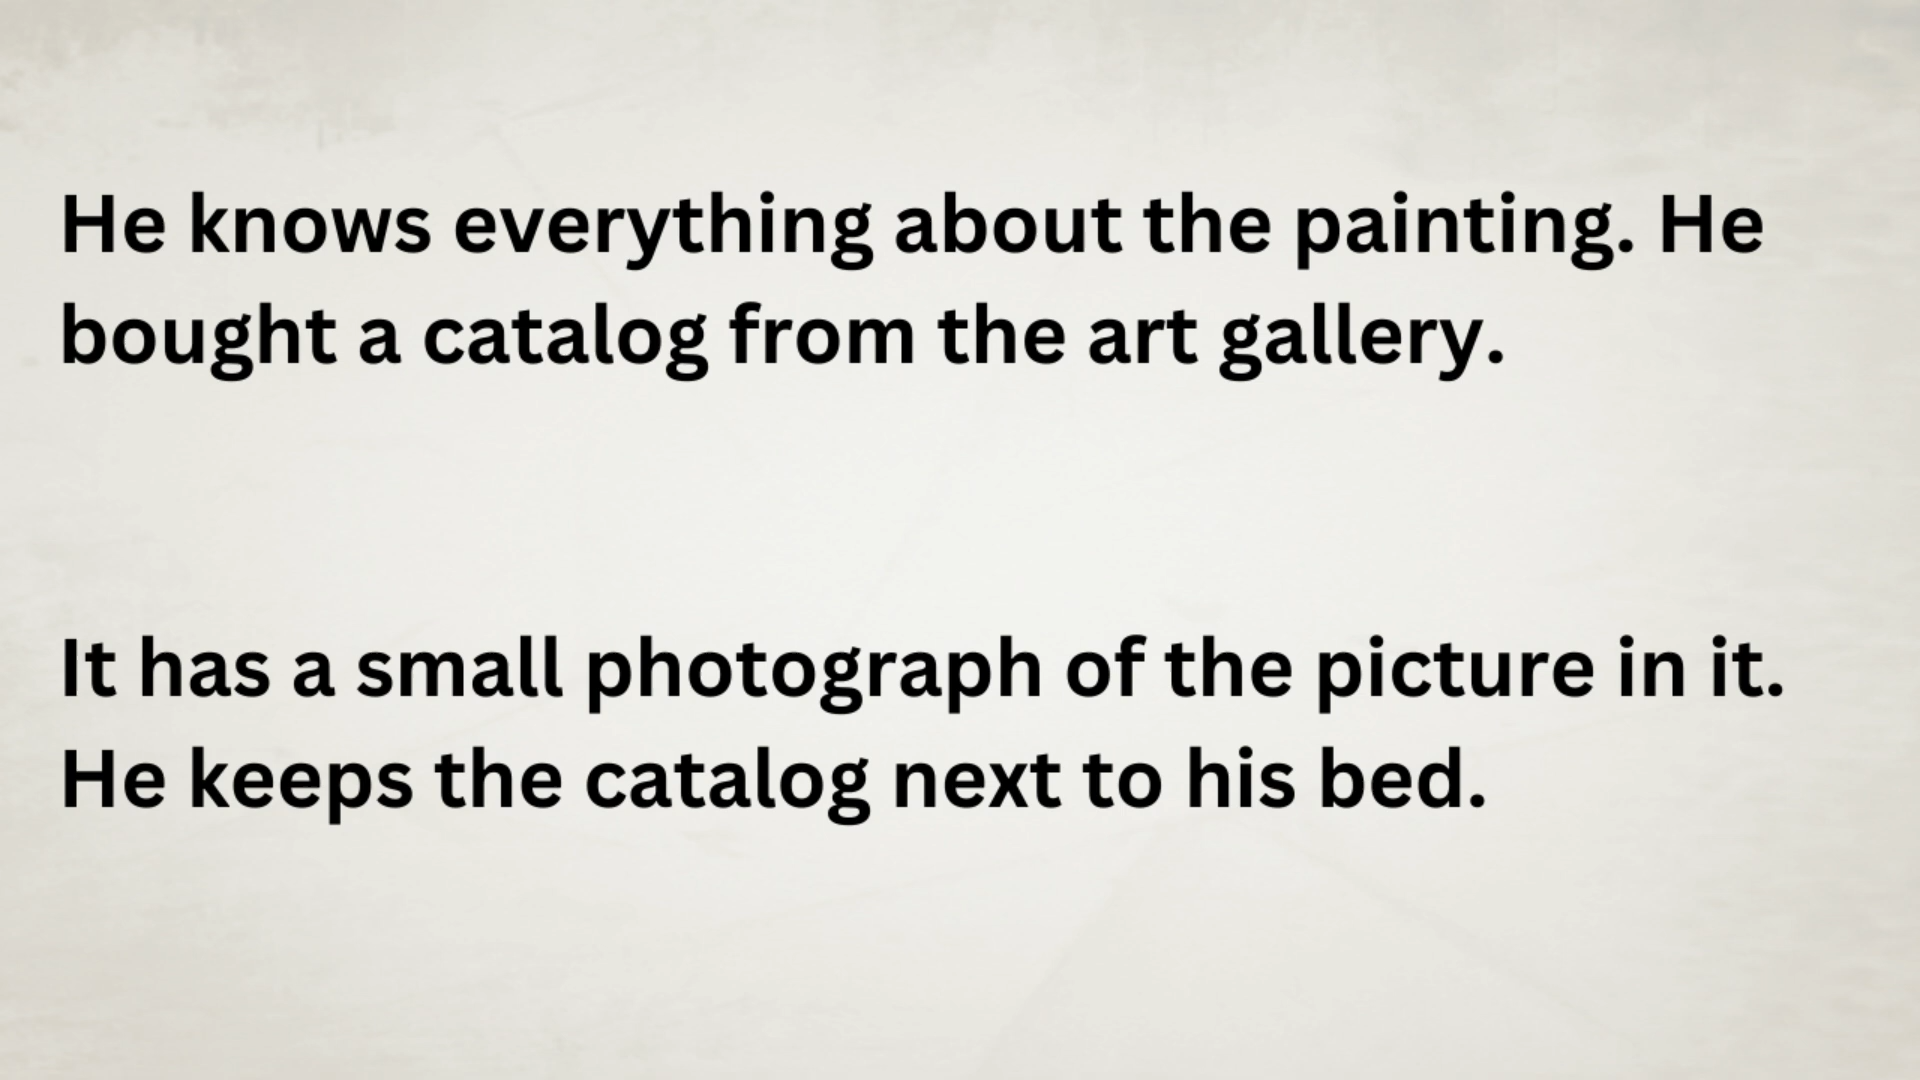 He knows everything about the painting. He
bought a catalog from the art gallery.
It has a small photograph of the picture in it.
He keeps the catalog next to his bed.